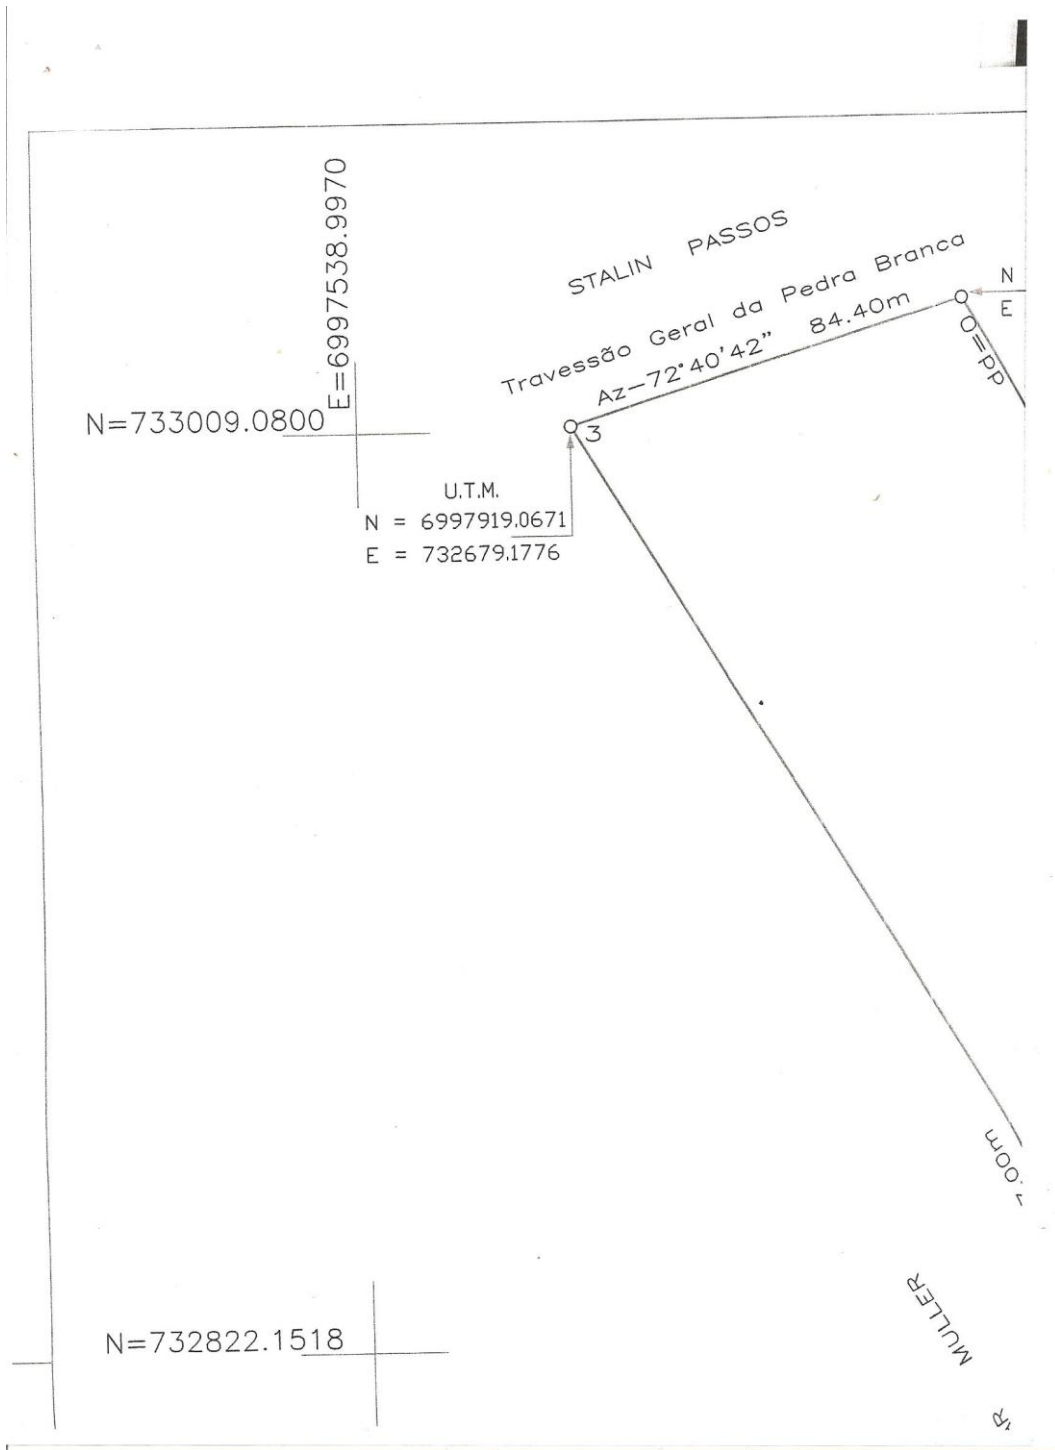 E=6997538.9970
STALIN PASSOS
Travessão Geral da Pedra Branca
Az-72°40'42" 84.40m
N
E
0=pp
N=733009.0800
3
U.T.M.
N = 6997919.0671
E = 732679.1776
.00m
MULLER
N=732822.1518